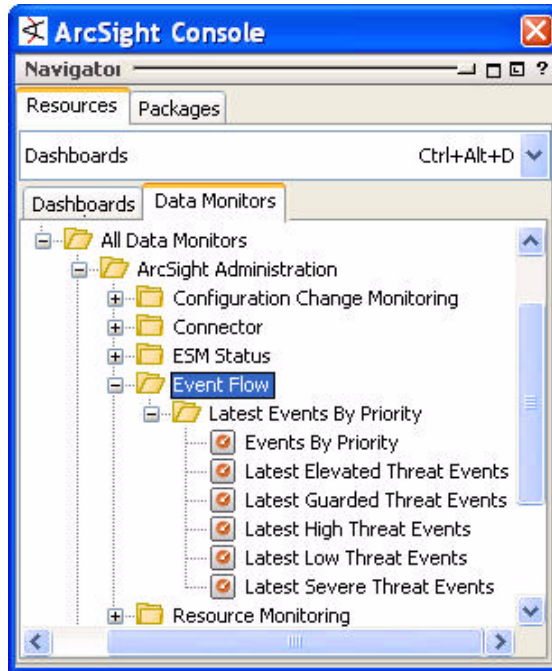 ArcSight Console
Navigator
?
Resources Packages
Dashboards Ctrl+Alt+D
Dashboards Data Monitors
All Data Monitors
ArcSight Administration
Configuration Change Monitoring
Connector
ESM Status
Event Flow
Latest Events By Priority
Events By Priority
Latest Elevated Threat Events
Latest Guarded Threat Events
Latest High Threat Events
Latest Low Threat Events
Latest Severe Threat Events
Resource Monitoring